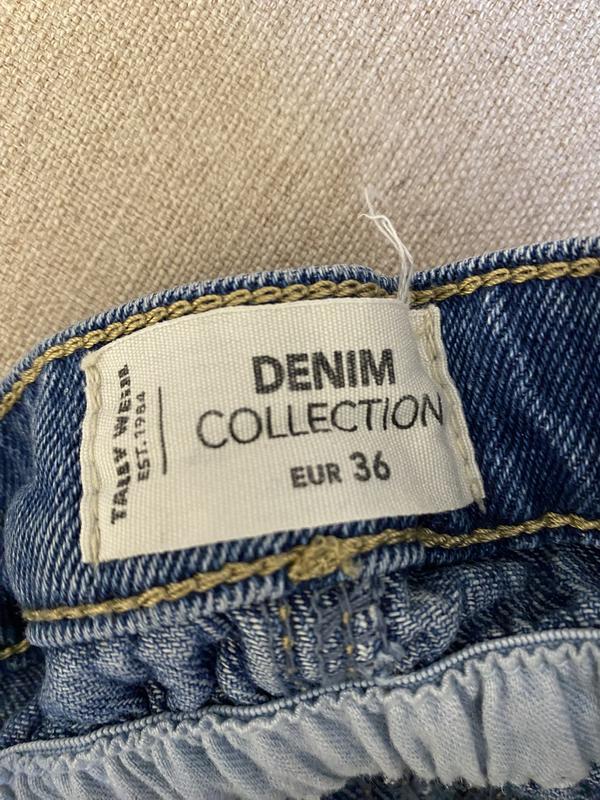 TALLY WEiJL
EST. 1984
DENIM
COLLECTION
EUR 36